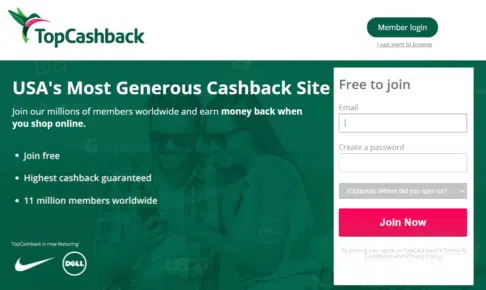 TopCashback
Member login
I just want to browse
USA's Most Generous Cashback Site
Join our millions of members worldwide and earn money back when
you shop online.
• Join free
• Highest cashback guaranteed
• 11 million members worldwide
TopCashback is now featuring:
DELL
Free to join
Email
Create a password
(Optional) Where did you spot us?
Join Now
By joining you agree to TopCashback's Terms &
Conditions and Privacy Policy.